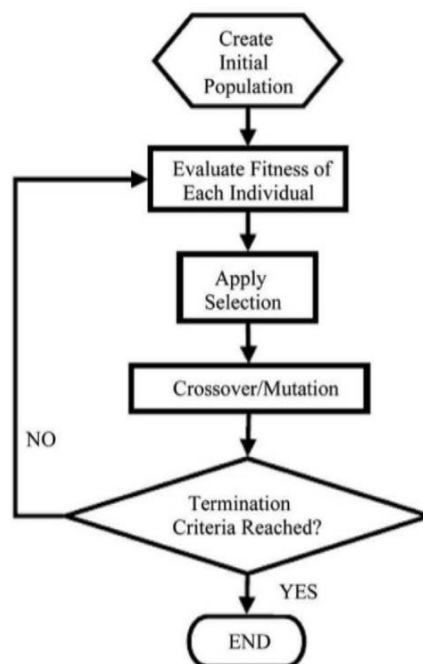 Create
Initial
Population
Evaluate Fitness of
Each Individual
Apply
Selection
Crossover/Mutation
NO
Termination
Criteria Reached?
YES
END